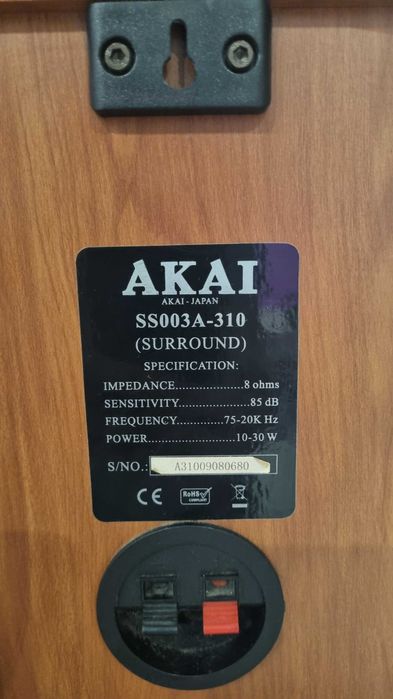 AKAI
AKAI - JAPAN
SS003A-310
(SURROUND)
SPECIFICATION:
IMPEDANCE....................8 ohms
SENSITIVITY......................85 dB
FREQUENCY...........75-20K Hz
POWER............................10-30 W
S/NO.: A31009080680
CE RoHS
COMPLIANT